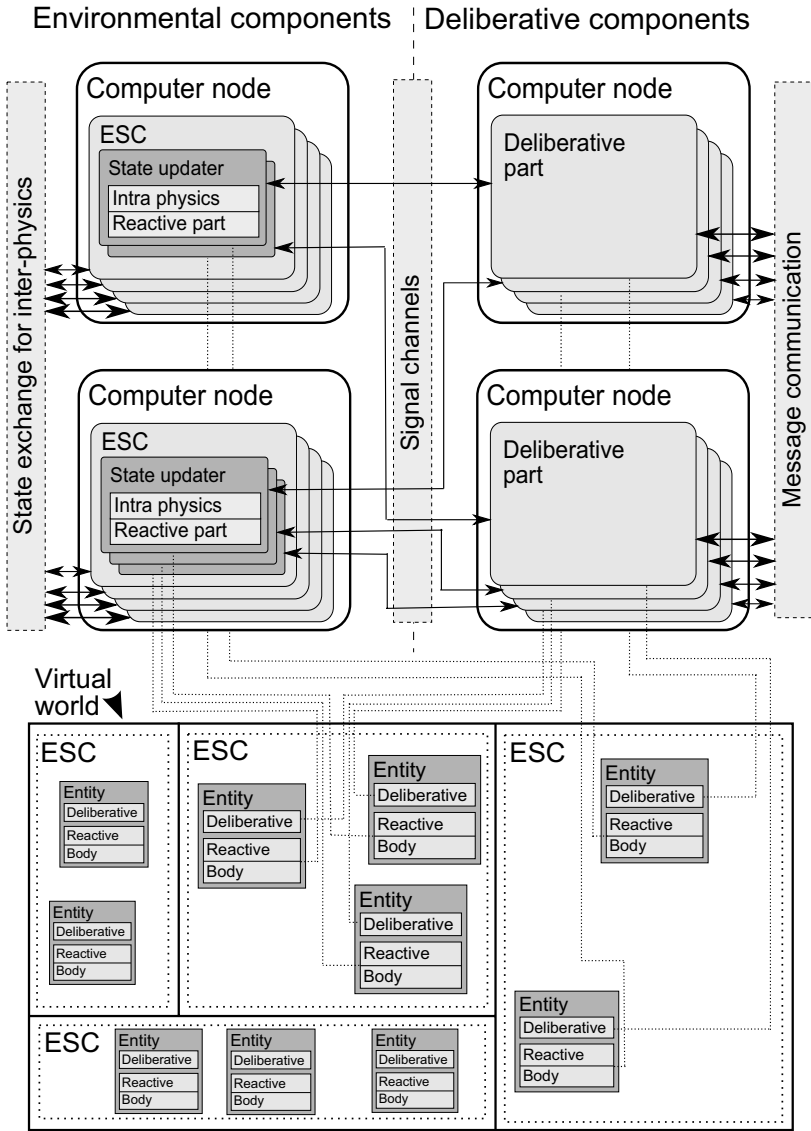 Environmental components
Deliberative components
State exchange for inter-physics
Computer node
ESC
State updater
Intra physics
Reactive part
Signal channels
Computer node
Deliberative
part
Message communication
Computer node
ESC
State updater
Intra physics
Reactive part
Computer node
Deliberative
part
Virtual
world
ESC
Entity
Deliberative
Reactive
Body
Entity
Deliberative
Reactive
Body
ESC
Entity
Deliberative
Reactive
Body
Entity
Deliberative
Reactive
Body
Entity
Deliberative
Reactive
Body
ESC
Entity
Deliberative
Reactive
Body
Entity
Deliberative
Reactive
Body
ESC
Entity
Deliberative
Reactive
Body
Entity
Deliberative
Reactive
Body
Entity
Deliberative
Reactive
Body